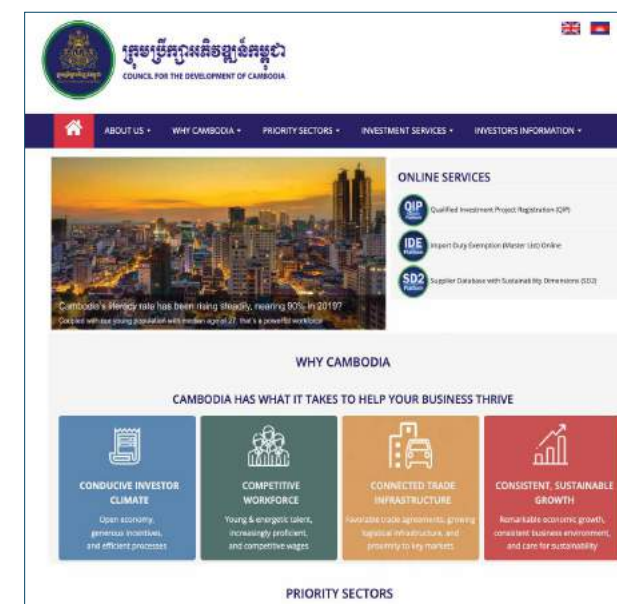 ក្រុមប្រឹក្សាអភិវឌ្ឍន៍កម្ពុជា
COUNCIL FOR THE DEVELOPMENT OF CAMBODIA
ABOUT US
WHY CAMBODIA
PRIORITY SECTORS
INVESTMENT SERVICES
INVESTOR'S INFORMATION
Cambodia's literacy rate has been rising steadily, nearing 90% in 2019?
Coupled with our young population with median age of 27, that's a powerful workforce
ONLINE SERVICES
QIP
Platform
Qualified Investment Project Registration (QIP)
IDE
Platform
Import Duty Exemption (Master List) Online
SD2
Platform
Supplier Database with Sustainability Dimensions (SD2)
WHY CAMBODIA
CAMBODIA HAS WHAT IT TAKES TO HELP YOUR BUSINESS THRIVE
CONDUCIVE INVESTOR
CLIMATE
Open economy,
generous incentives,
and efficient processes
COMPETITIVE
WORKFORCE
Young & energetic talent,
increasingly proficient,
and competitive wages
CONNECTED TRADE
INFRASTRUCTURE
Favorable trade agreements, growing
logistical infrastructure, and
proximity to key markets
CONSISTENT, SUSTAINABLE
GROWTH
Remarkable economic growth,
consistent business environment,
and care for sustainability
PRIORITY SECTORS